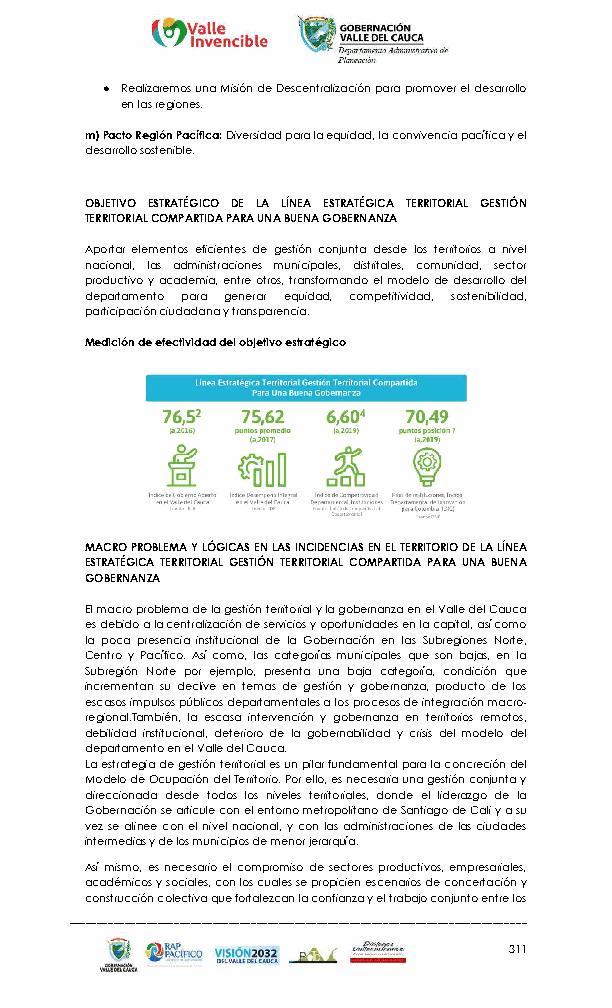 Valle
Invencible
GOBERNACIÓN
VALLE DEL CAUCA
Departamento Administrativo de
Planeación
• Realizaremos una Misión de Descentralización para promover el desarrollo
en las regiones.
m) Pacto Región Pacífica: Diversidad para la equidad, la convivencia pacífica y el
desarrollo sostenible.
OBJETIVO ESTRATÉGICO DE LA LÍNEA ESTRATÉGICA TERRITORIAL GESTIÓN
TERRITORIAL COMPARTIDA PARA UNA BUENA GOBERNANZA
Aportar elementos eficientes de gestión conjunta desde los territorios a nivel
nacional, las administraciones municipales, distritales, comunidad, sector
productivo y academia, entre otros, transformando el modelo de desarrollo del
departamento para generar equidad, competitividad, sostenibilidad,
participación ciudadana y transparencia.
Medición de efectividad del objetivo estratégico
Línea Estratégica Territorial Gestión Territorial Compartida
Para Una Buena Gobernanza
76,5²
(a,2016)
Índice de Gobierno Abierto
en el Valle del Cauca
75,62
puntos promedio
(a,2017)
Índice Desempeño Integral
en el Valle del Cauca
6,60⁴
(a,2019)
Índice de Competitividad
Departamental, Instituciones
70,49
puntos posición 7
(a,2019)
Pilar de Instituciones, Índice
Departamental de Innovación
para Colombia (IDIC)
MACRO PROBLEMA Y LÓGICAS EN LAS INCIDENCIAS EN EL TERRITORIO DE LA LÍNEA
ESTRATÉGICA TERRITORIAL GESTIÓN TERRITORIAL COMPARTIDA PARA UNA BUENA
GOBERNANZA
El macro problema de la gestión territorial y la gobernanza en el Valle del Cauca
es debido a la centralización de servicios y oportunidades en la capital, así como
la poca presencia institucional de la Gobernación en las Subregiones Norte,
Centro y Pacífico. Así como, las categorías municipales que son bajas, en la
Subregión Norte por ejemplo, presenta una baja categoría, condición que
incrementan su declive en temas de gestión y gobernanza, producto de los
escasos impulsos públicos departamentales a los procesos de integración macro-
regional.También, la escasa intervención y gobernanza en territorios remotos,
debilidad institucional, deterioro de la gobernabilidad y crisis del modelo del
departamento en el Valle del Cauca.
La estrategia de gestión territorial es un pilar fundamental para la concreción del
Modelo de Ocupación del Territorio. Por ello, es necesaria una gestión conjunta y
direccionada desde todos los niveles territoriales, donde el liderazgo de la
Gobernación se articule con el entorno metropolitano de Santiago de Cali y a su
vez se alinee con el nivel nacional, y con las administraciones de las ciudades
intermedias y de los municipios de menor jerarquía.
Así mismo, es necesario el compromiso de sectores productivos, empresariales,
académicos y sociales, con los cuales se propicien escenarios de concertación y
construcción colectiva que fortalezcan la confianza y el trabajo conjunto entre los
GOBERNACIÓN
VALLE DEL CAUCA
RAP
PACÍFICO
VISIÓN2032
DEL VALLE DEL CAUCA
311